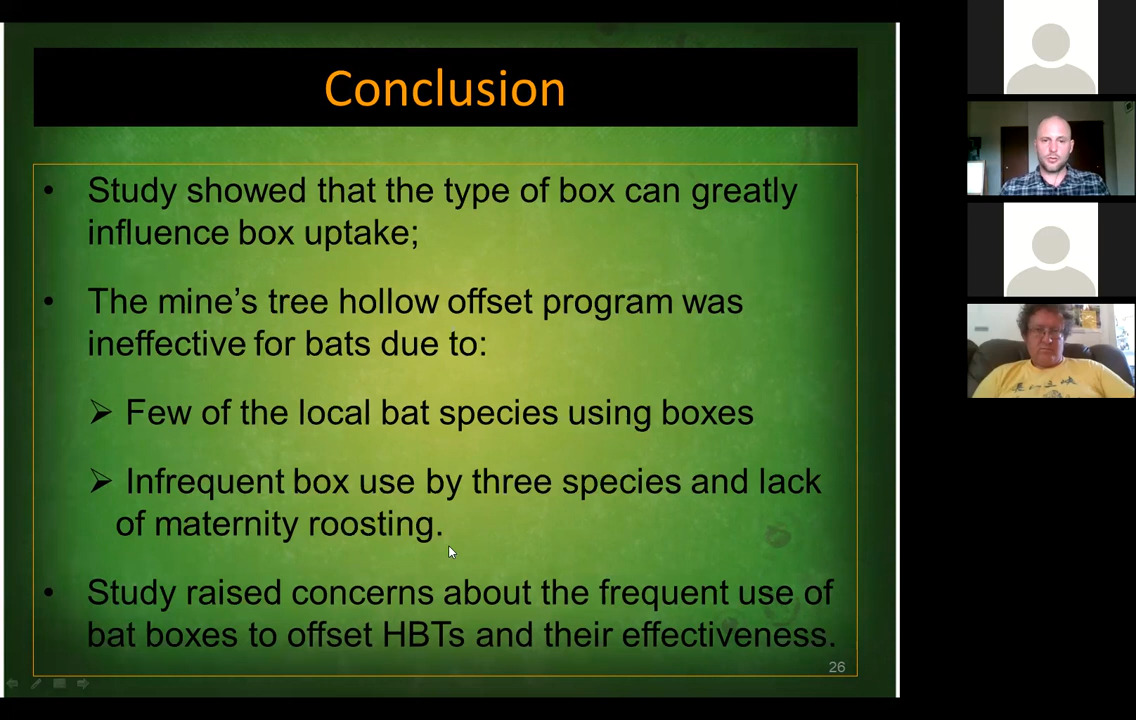 Conclusion
• Study showed that the type of box can greatly
influence box uptake;
• The mine's tree hollow offset program was
ineffective for bats due to:
➢ Few of the local bat species using boxes
➢ Infrequent box use by three species and lack
of maternity roosting.
• Study raised concerns about the frequent use of
bat boxes to offset HBTs and their effectiveness.
26